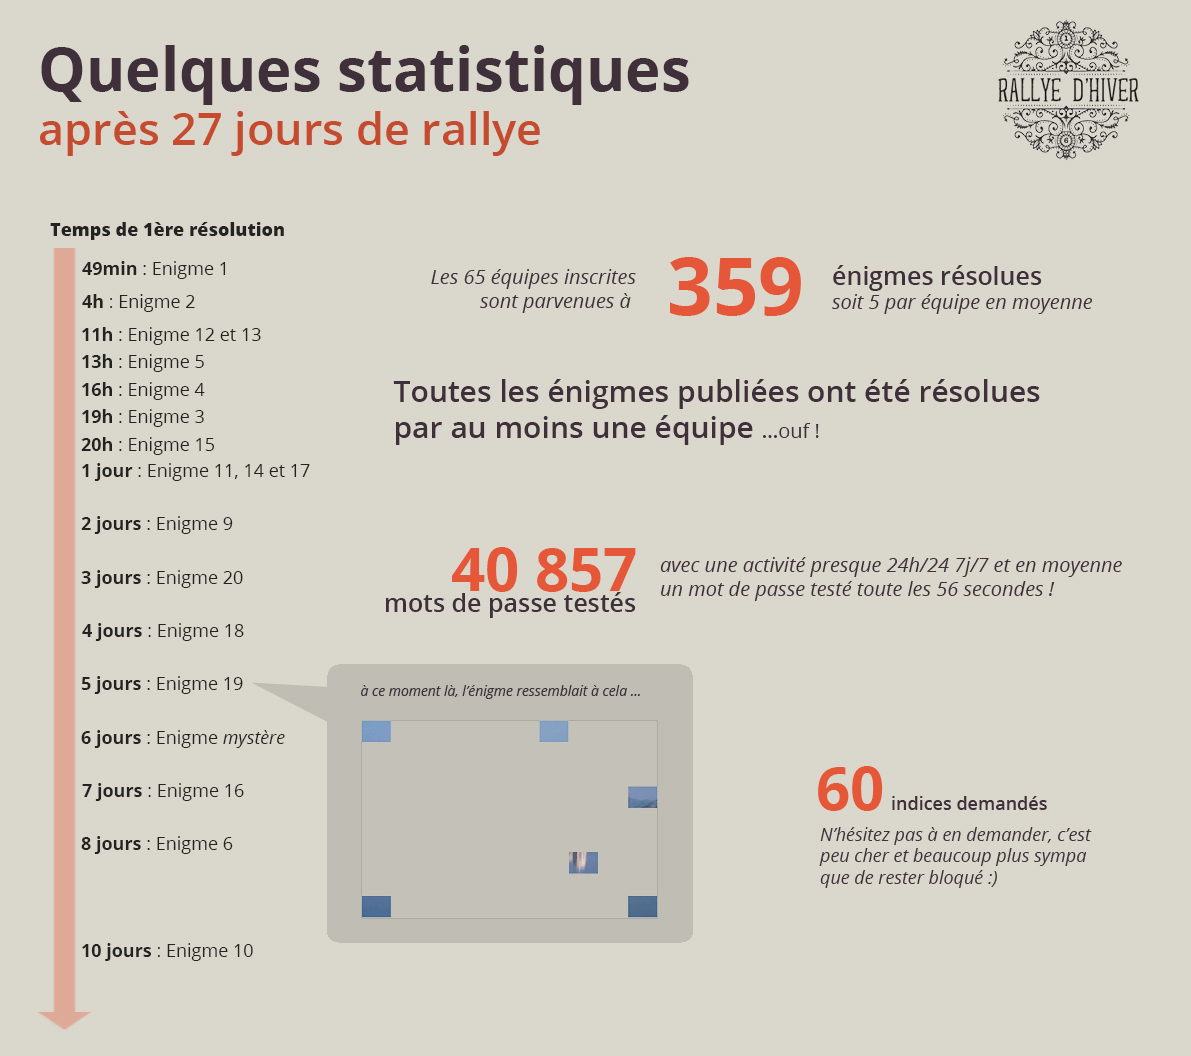 Quelques statistiques
après 27 jours de rallye
1
RALLYE D'HIVER
6
Temps de 1ère résolution
49min : Enigme 1
4h : Enigme 2
11h : Enigme 12 et 13
13h : Enigme 5
16h : Enigme 4
19h : Enigme 3
20h : Enigme 15
1 jour : Enigme 11, 14 et 17
2 jours : Enigme 9
3 jours : Enigme 20
4 jours : Enigme 18
5 jours : Enigme 19
6 jours : Enigme mystère
7 jours : Enigme 16
8 jours : Enigme 6
10 jours : Enigme 10
Les 65 équipes inscrites
sont parvenues à
359
énigmes résolues
soit 5 par équipe en moyenne
Toutes les énigmes publiées ont été résolues
par au moins une équipe ...ouf !
40 857
mots de passe testés
avec une activité presque 24h/24 7j/7 et en moyenne
un mot de passe testé toute les 56 secondes !
à ce moment là, l'énigme ressemblait à cela ...
60 indices demandés
N'hésitez pas à en demander, c'est
peu cher et beaucoup plus sympa
que de rester bloqué :)